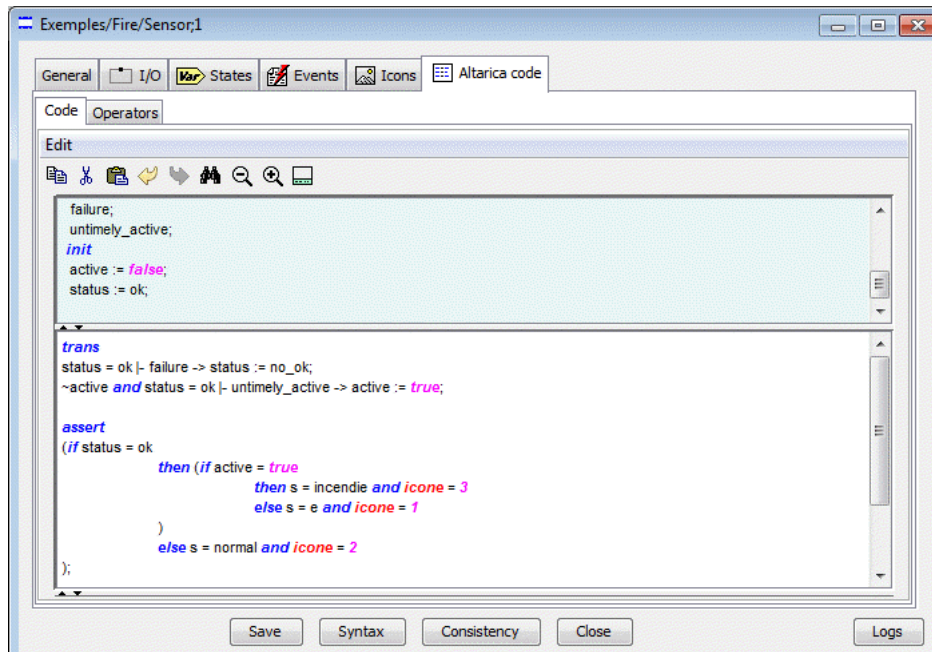 Exemples/Fire/Sensor;1
General I/O Var States Events Icons Altarica code
Code Operators
Edit
failure;
untimely_active;
init
active := false;
status := ok;
trans
status = ok |- failure -> status := no_ok;
~active and status = ok |- untimely_active -> active := true;
assert
(if status = ok
then (if active = true
then s = incendie and icone = 3
else s = e and icone = 1
)
else s = normal and icone = 2
);
Save Syntax Consistency Close Logs